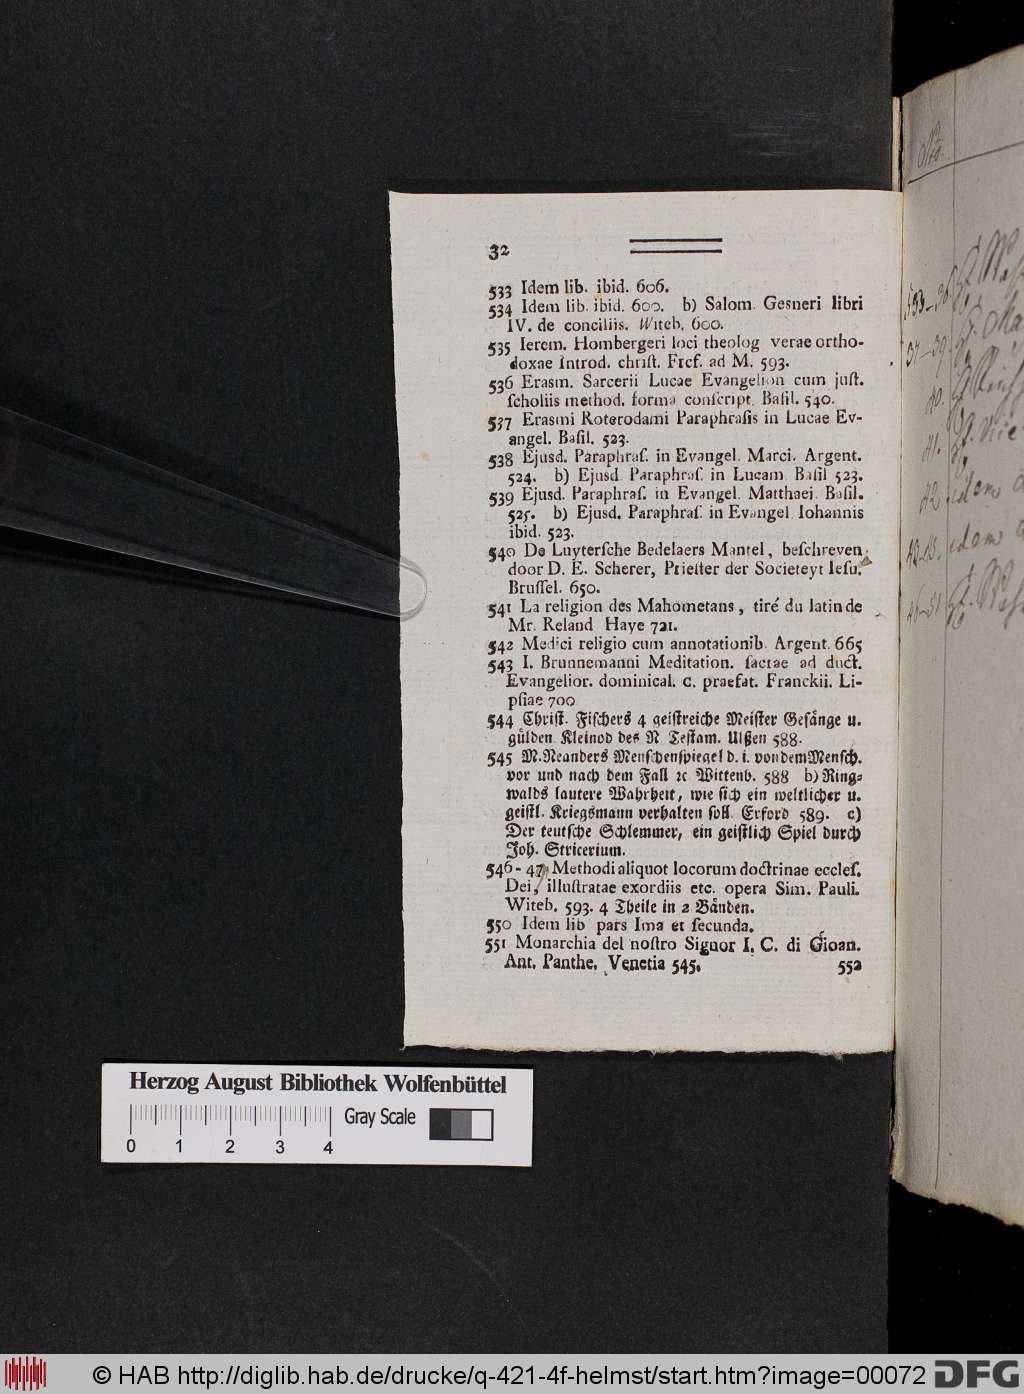 32
533 Idem lib. ibid. 606.
534 Idem lib. ibid. 600. b) Salom. Gesneri libri
IV. de conciliis. Witeb. 600.
535 Ierem. Hombergeri loci theolog verae ortho-
doxae Introd. chriſt. Frcf. ad M. 593.
536 Erasm. Sarcerii Lucae Evangelion cum juſt.
ſcholiis method. forma conſcript. Baſil. 540.
537 Erasmi Roterodami Paraphraſis in Lucae Ev-
angel. Baſil. 523.
538 Ejusd. Paraphraſ. in Evangel. Marci. Argent.
524. b) Ejusd Paraphraſ. in Lucam Baſil 523.
539 Ejusd. Paraphraſ. in Evangel. Matthaei. Baſil.
525. b) Ejusd. Paraphraſ. in Evangel Iohannis
ibid. 523.
540 De Luyterſche Bedelaers Mantel, beſchreven
door D. E. Scherer, Prieſter der Societeyt Ieſu.
Bruſſel. 650.
541 La religion des Mahometans, tiré du latin de
Mr. Reland Haye 721.
542 Medici religio cum annotationib. Argent. 665
543 I. Brunnemanni Meditation. ſacrae ad duct.
Evangelior. dominical. c. praefat. Franckii. Li-
pſiae 700
544 Chriſt. Fiſchers 4 geiſtreiche Meiſter Geſänge u.
gülden Kleinod des N Teſtam. Ulßen 588.
545 M. Neanders Menſchenſpiegel d. i. von dem Menſch.
vor und nach dem Fall ꝛc Wittenb. 588 b) Ring-
walds lautere Wahrheit, wie ſich ein weltlicher u.
geiſtl. Kriegsmann verhalten ſoll Erford 589. c)
Der teutſche Schlemmer, ein geiſtlich Spiel durch
Joh. Stricerium.
546-47 Methodi aliquot locorum doctrinae eccleſ.
Dei, illuſtratae exordiis etc. opera Sim. Pauli.
Witeb. 593. 4 Theile in 2 Bänden.
550 Idem lib pars Ima et ſecunda.
551 Monarchia del noſtro Signor I. C. di Gioan.
Ant. Panthe. Venetia 545.
552
No.
40.
41.
42 idem
idem
Herzog August Bibliothek Wolfenbüttel
Gray Scale
0 1 2 3 4
© HAB http://diglib.hab.de/drucke/q-421-4f-helmst/start.htm?image=00072
DFG